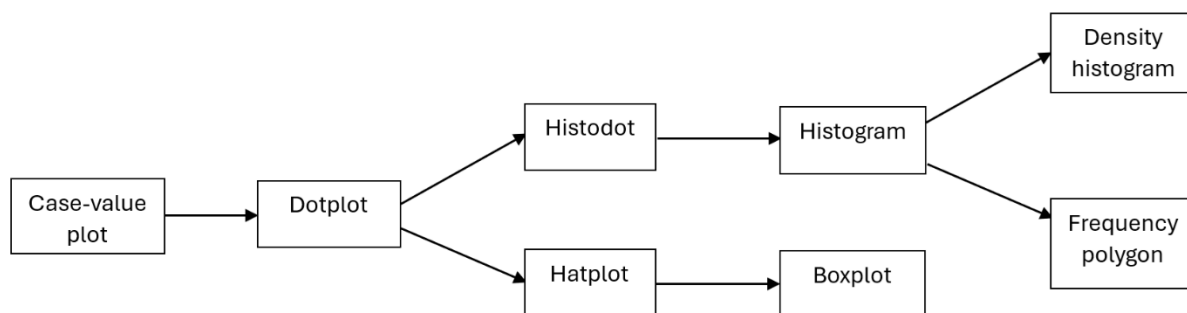 Case-value
plot
Dotplot
Histodot
Hatplot
Histogram
Boxplot
Density
histogram
Frequency
polygon